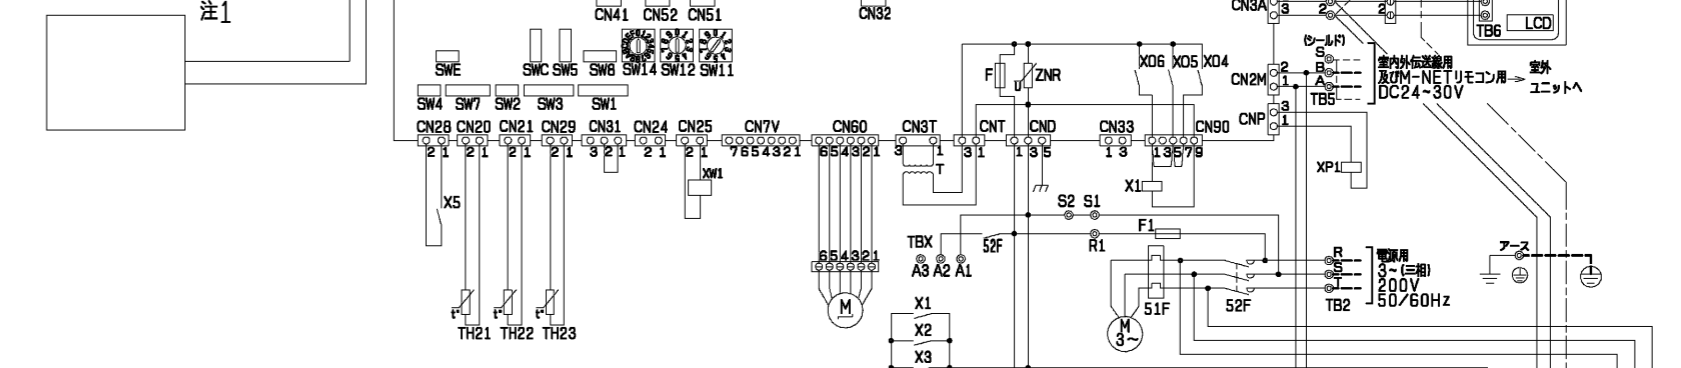 注1
CN41 CN52 CN51
CN32
CN3A
3
2
2
LCD
TB6
SWE
SWC SW5 SW8 SW14 SW12 SW11
F
ZNR
U
X06 X05 X04
(シールド)
S
B
A
TB5
室内外伝送線用
及びM-NETリモコン用→
DC24~30V
室外
ユニットへ
CN2M
2
1
SW4 SW7 SW2 SW3 SW1
CNP
3
1
CN28 CN20 CN21 CN29 CN31 CN24 CN25 CN7V CN60 CN3T CNT CND CN33 CN90
2 1 2 1 2 1 2 1 3 2 1 2 1 2 1 7 6 5 4 3 2 1 6 5 4 3 2 1 3 1 3 1 1 3 5 1 3 1 3 5 7 9
T
XW1
X1
XP1
X5
S2 S1
TBX
52F
R1
F1
A3 A2 A1
6 5 4 3 2 1
M
t°
t°
t°
TH21 TH22 TH23
X1
X2
X3
M
3~
51F
52F
R
S
T
TB2
電源用
3~(三相)
200V
50/60Hz
アース